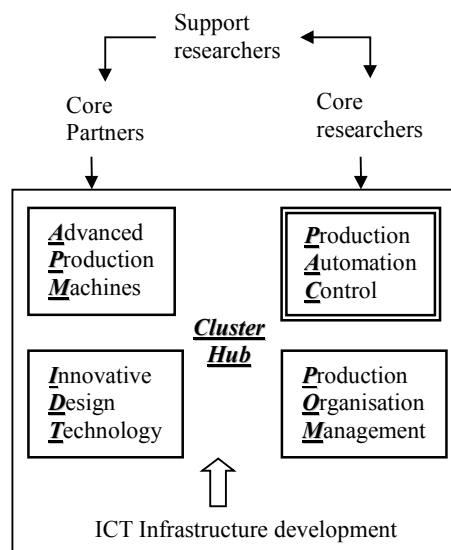 Support
researchers
Core
Partners
Core
researchers
Advanced
Production
Machines
Production
Automation
Control
Cluster
Hub
Innovative
Design
Technology
Production
Organisation
Management
ICT Infrastructure development